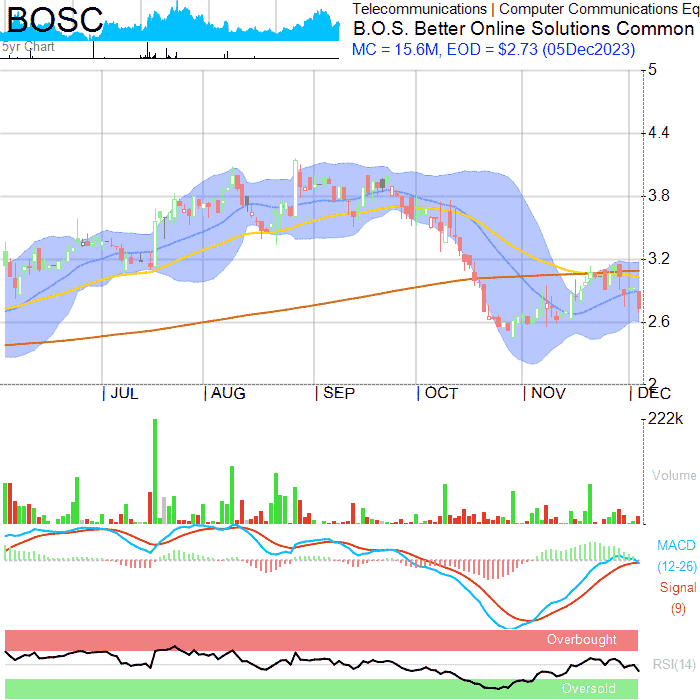 BOSC
5yr Chart
Telecommunications | Computer Communications Eq
B.O.S. Better Online Solutions Common
MC = 15.6M, EOD = $2.73 (05Dec2023)
5
4.4
3.8
3.2
2.6
2
JUL AUG SEP OCT NOV DEC
222k
Volume
MACD
(12-26)
Signal
(9)
Overbought
RSI(14)
Oversold